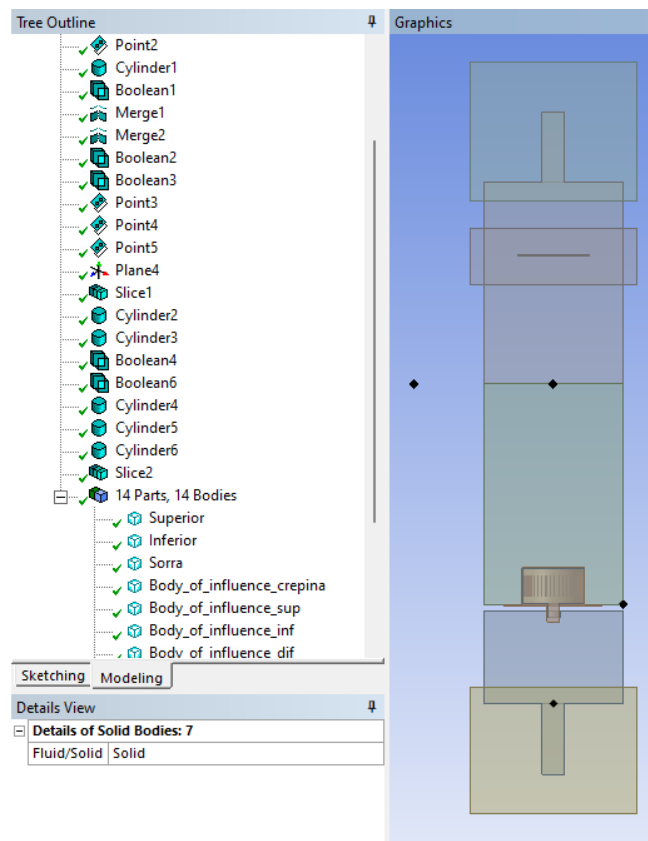 Tree Outline
Graphics
Point2
Cylinder1
Boolean1
Merge1
Merge2
Boolean2
Boolean3
Point3
Point4
Point5
Plane4
Slice1
Cylinder2
Cylinder3
Boolean4
Boolean6
Cylinder4
Cylinder5
Cylinder6
Slice2
14 Parts, 14 Bodies
Superior
Inferior
Sorra
Body_of_influence_crepina
Body_of_influence_sup
Body_of_influence_inf
Body_of_influence_dif
Sketching Modeling
Details View
Details of Solid Bodies: 7
Fluid/Solid Solid